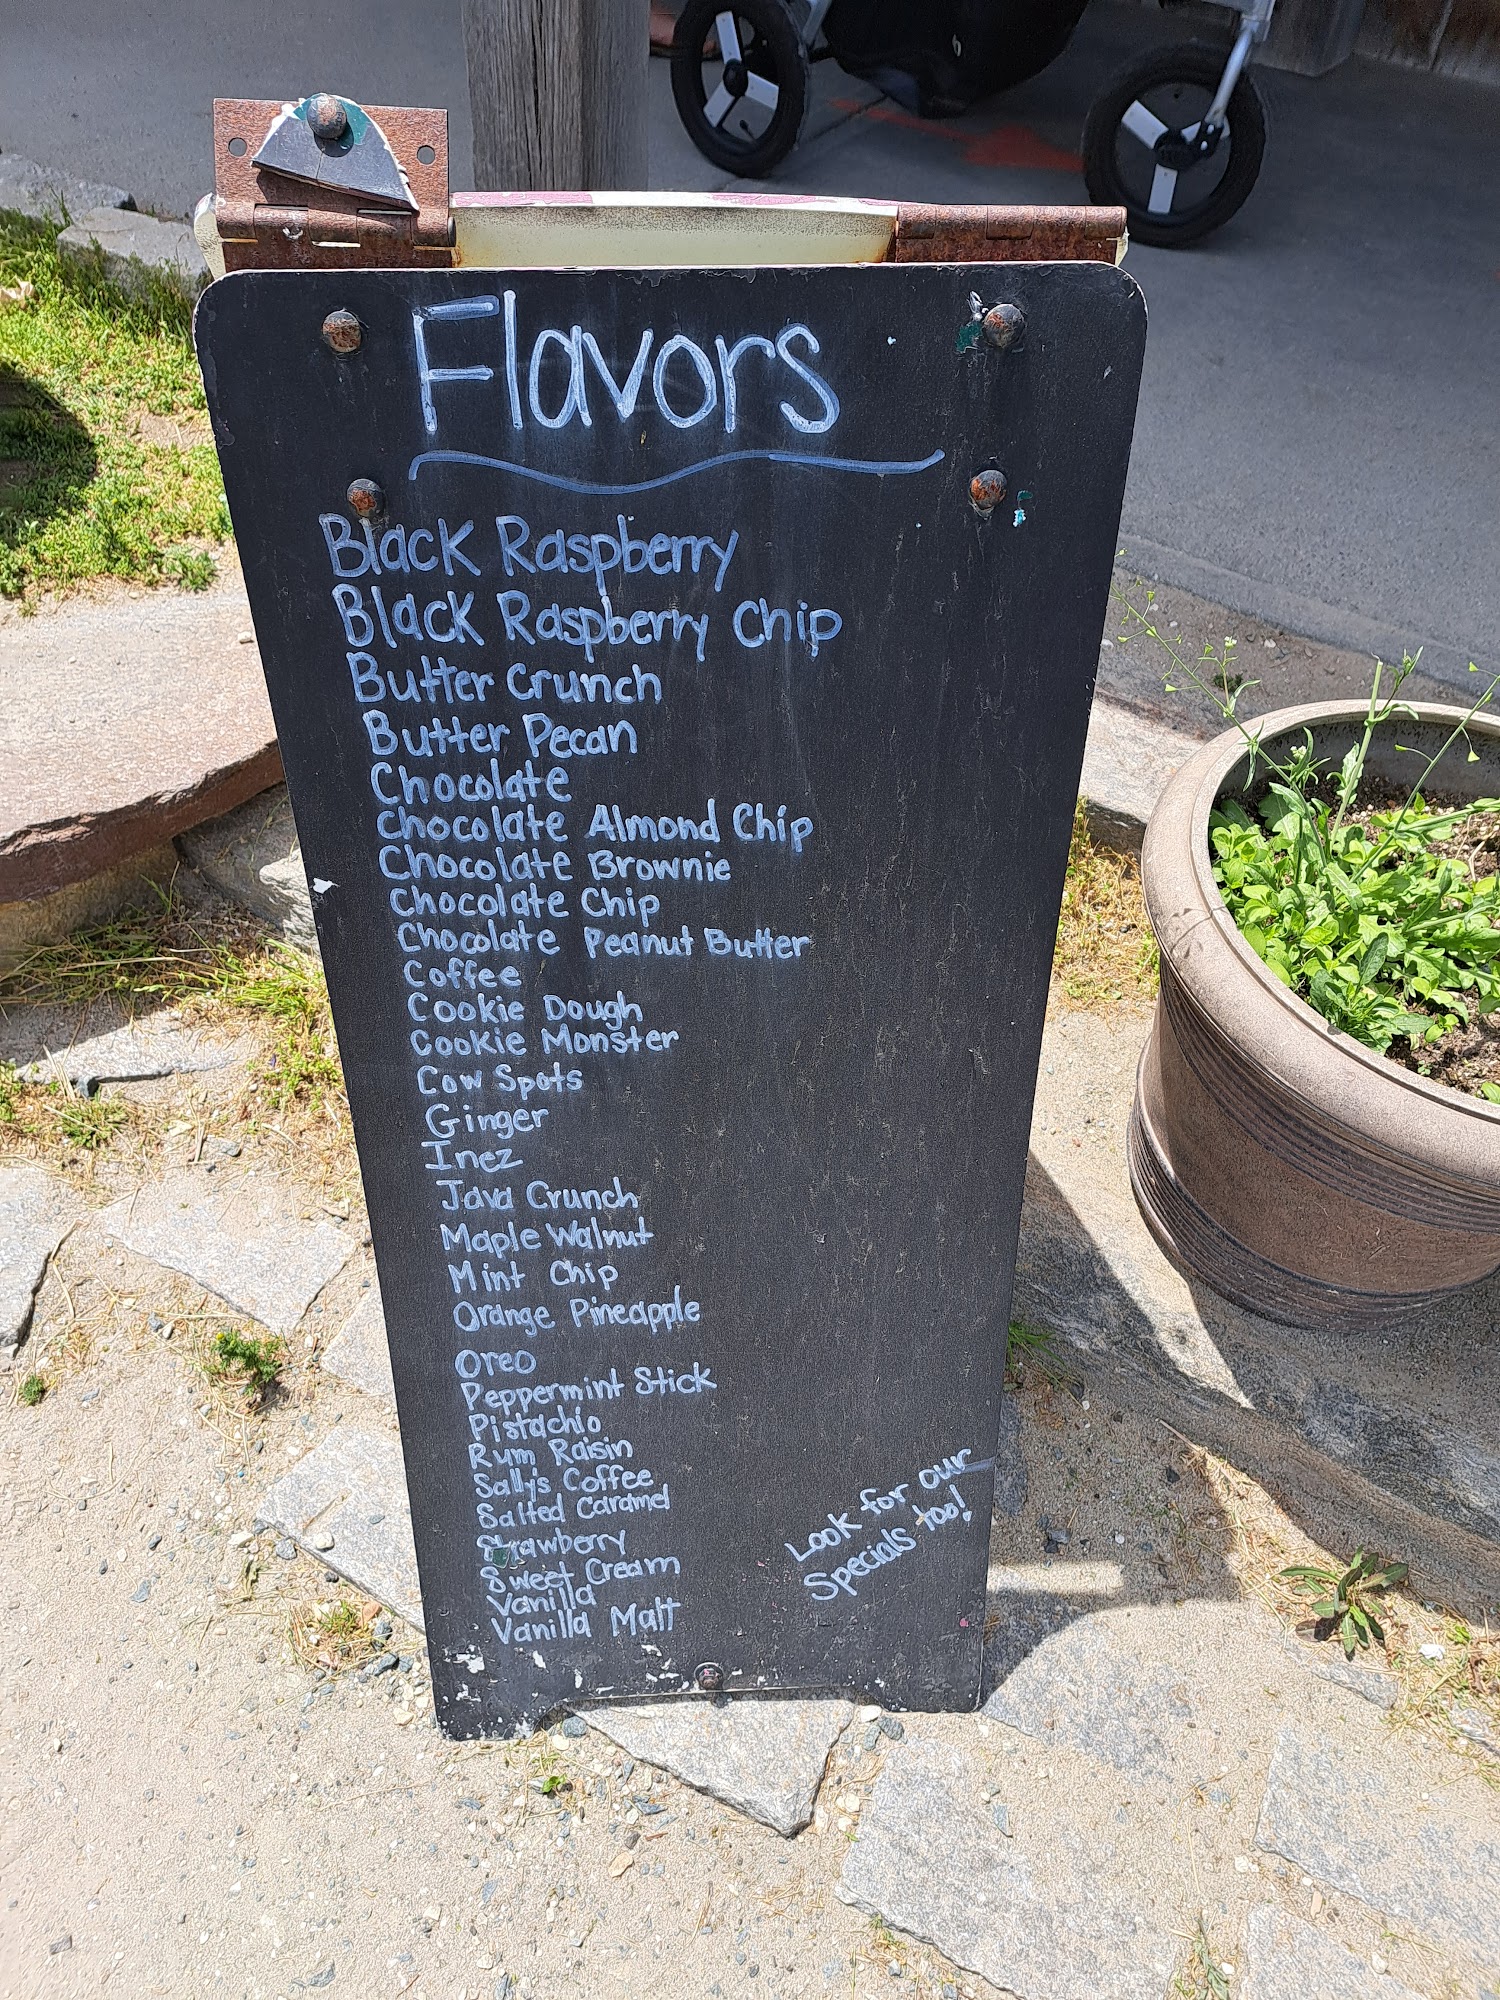 Flavors
Black Raspberry
Black Raspberry Chip
Butter Crunch
Butter Pecan
Chocolate
Chocolate Almond Chip
Chocolate Brownie
Chocolate Chip
Chocolate Peanut Butter
Coffee
Cookie Dough
Cookie Monster
Cow Spots
Ginger
Inez
Java Crunch
Maple Walnut
Mint Chip
Orange Pineapple
Oreo
Peppermint Stick
Pistachio
Rum Raisin
Sally's Coffee
Salted Caramel
Strawberry
Sweet Cream
Vanilla
Vanilla Malt
Look for our
Specials too!